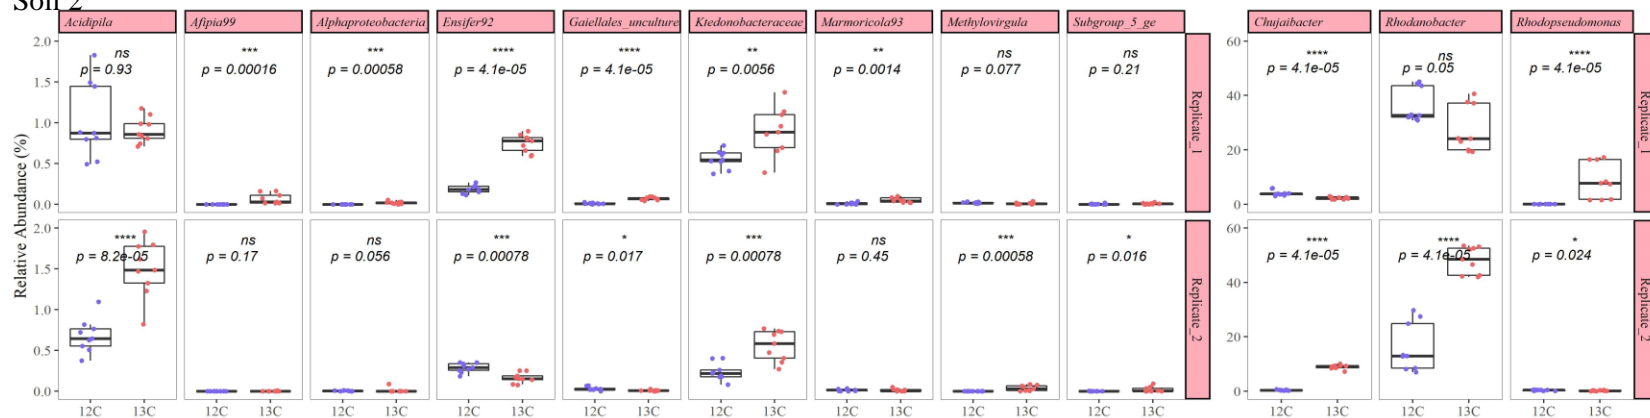 Soil 2
Acidipila Afipia99 Alphaproteobacteria Ensifer92 Gaiellales_unculture Ktedonobacteraceae Marmoricola93 Methylovirgula Subgroup_5_ge Chujaibacter Rhodanobacter Rhodopseudomonas
Relative Abundance (%)
2.0
1.5
1.0
0.5
0.0
ns *** *** **** **** ** ** ns ns
p = 0.93 p = 0.00016 p = 0.00058 p = 4.1e-05 p = 4.1e-05 p = 0.0056 p = 0.0014 p = 0.077 p = 0.21
Replicate_1
60
40
20
0
**** ns ****
p = 4.1e-05 p = 0.05 p = 4.1e-05
Replicate_1
2.0
1.5
1.0
0.5
0.0
**** ns ns *** * *** ns *** *
p = 8.2e-05 p = 0.17 p = 0.056 p = 0.00078 p = 0.017 p = 0.00078 p = 0.45 p = 0.00058 p = 0.016
Replicate_2
60
40
20
0
**** **** *
p = 4.1e-05 p = 4.1e-05 p = 0.024
Replicate_2
12C 13C 12C 13C 12C 13C 12C 13C 12C 13C 12C 13C 12C 13C 12C 13C 12C 13C 12C 13C 12C 13C 12C 13C